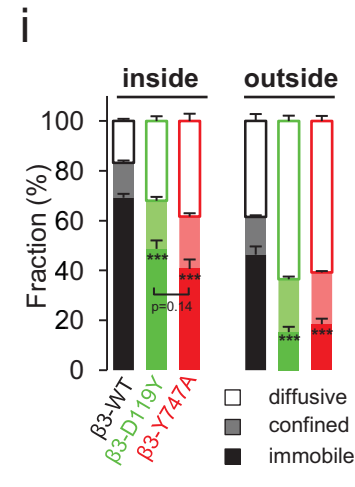 i
inside outside
Fraction (%)
100
80
60
40
20
0
*** ***
p=0.14
*** ***
β3-WT
β3-D119Y
β3-Y747A
diffusive
confined
immobile